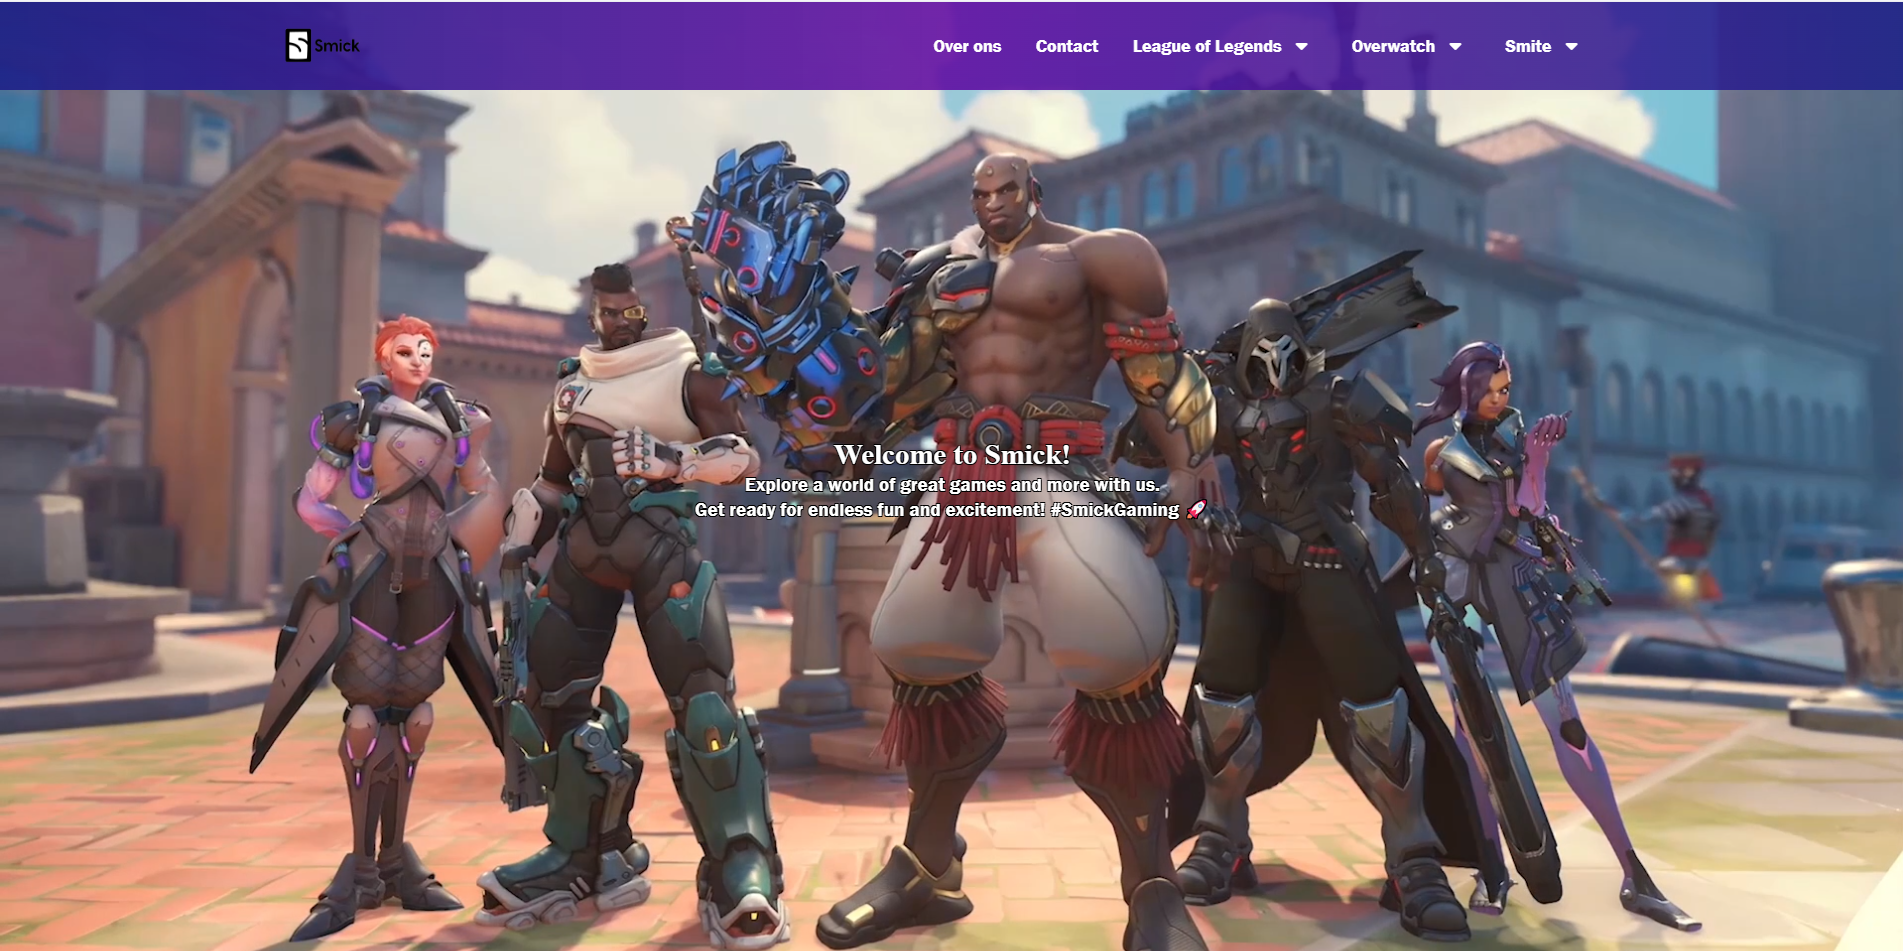 Smick
Over ons
Contact
League of Legends
Overwatch
Smite
Welcome to Smick!
Explore a world of great games and more with us.
Get ready for endless fun and excitement! #SmickGaming 🚀